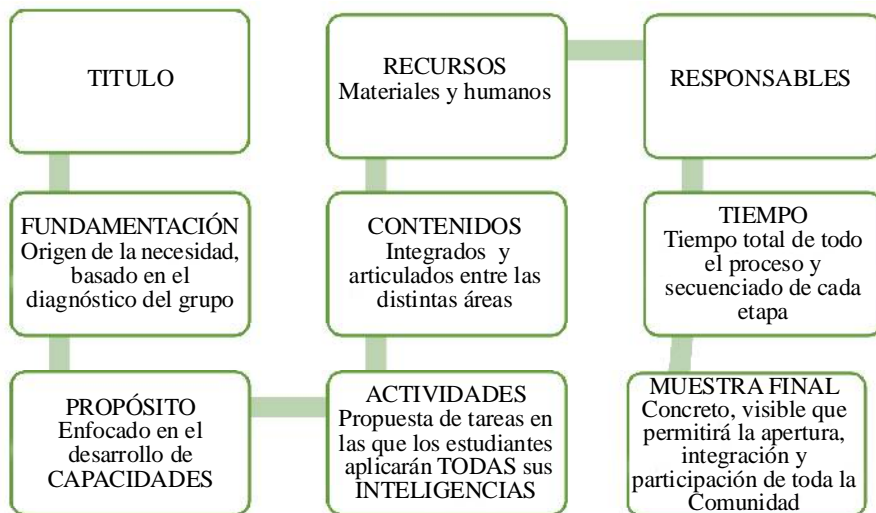 TITULO
FUNDAMENTACIÓN
Origen de la necesidad,
basado en el
diagnóstico del grupo
PROPÓSITO
Enfocado en el
desarrollo de
CAPACIDADES
ACTIVIDADES
Propuesta de tareas en
las que los estudiantes
aplicarán TODAS sus
INTELIGENCIAS
CONTENIDOS
Integrados y
articulados entre las
distintas áreas
RECURSOS
Materiales y humanos
RESPONSABLES
TIEMPO
Tiempo total de todo
el proceso y
secuenciado de cada
etapa
MUESTRA FINAL
Concreto, visible que
permitirá la apertura,
integración y
participación de toda la
Comunidad